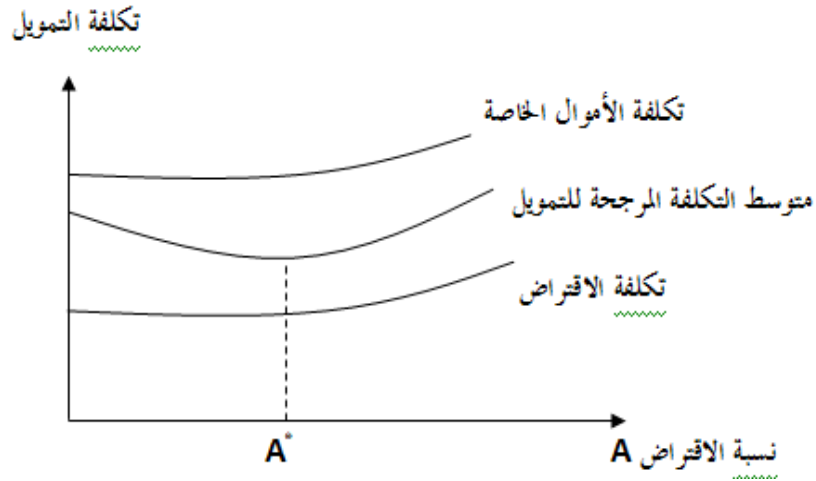 تكلفة التمويل
تكلفة الأموال الخاصة
متوسط التكلفة المرجحة للتمويل
تكلفة الاقتراض
A*
نسبة الاقتراض A